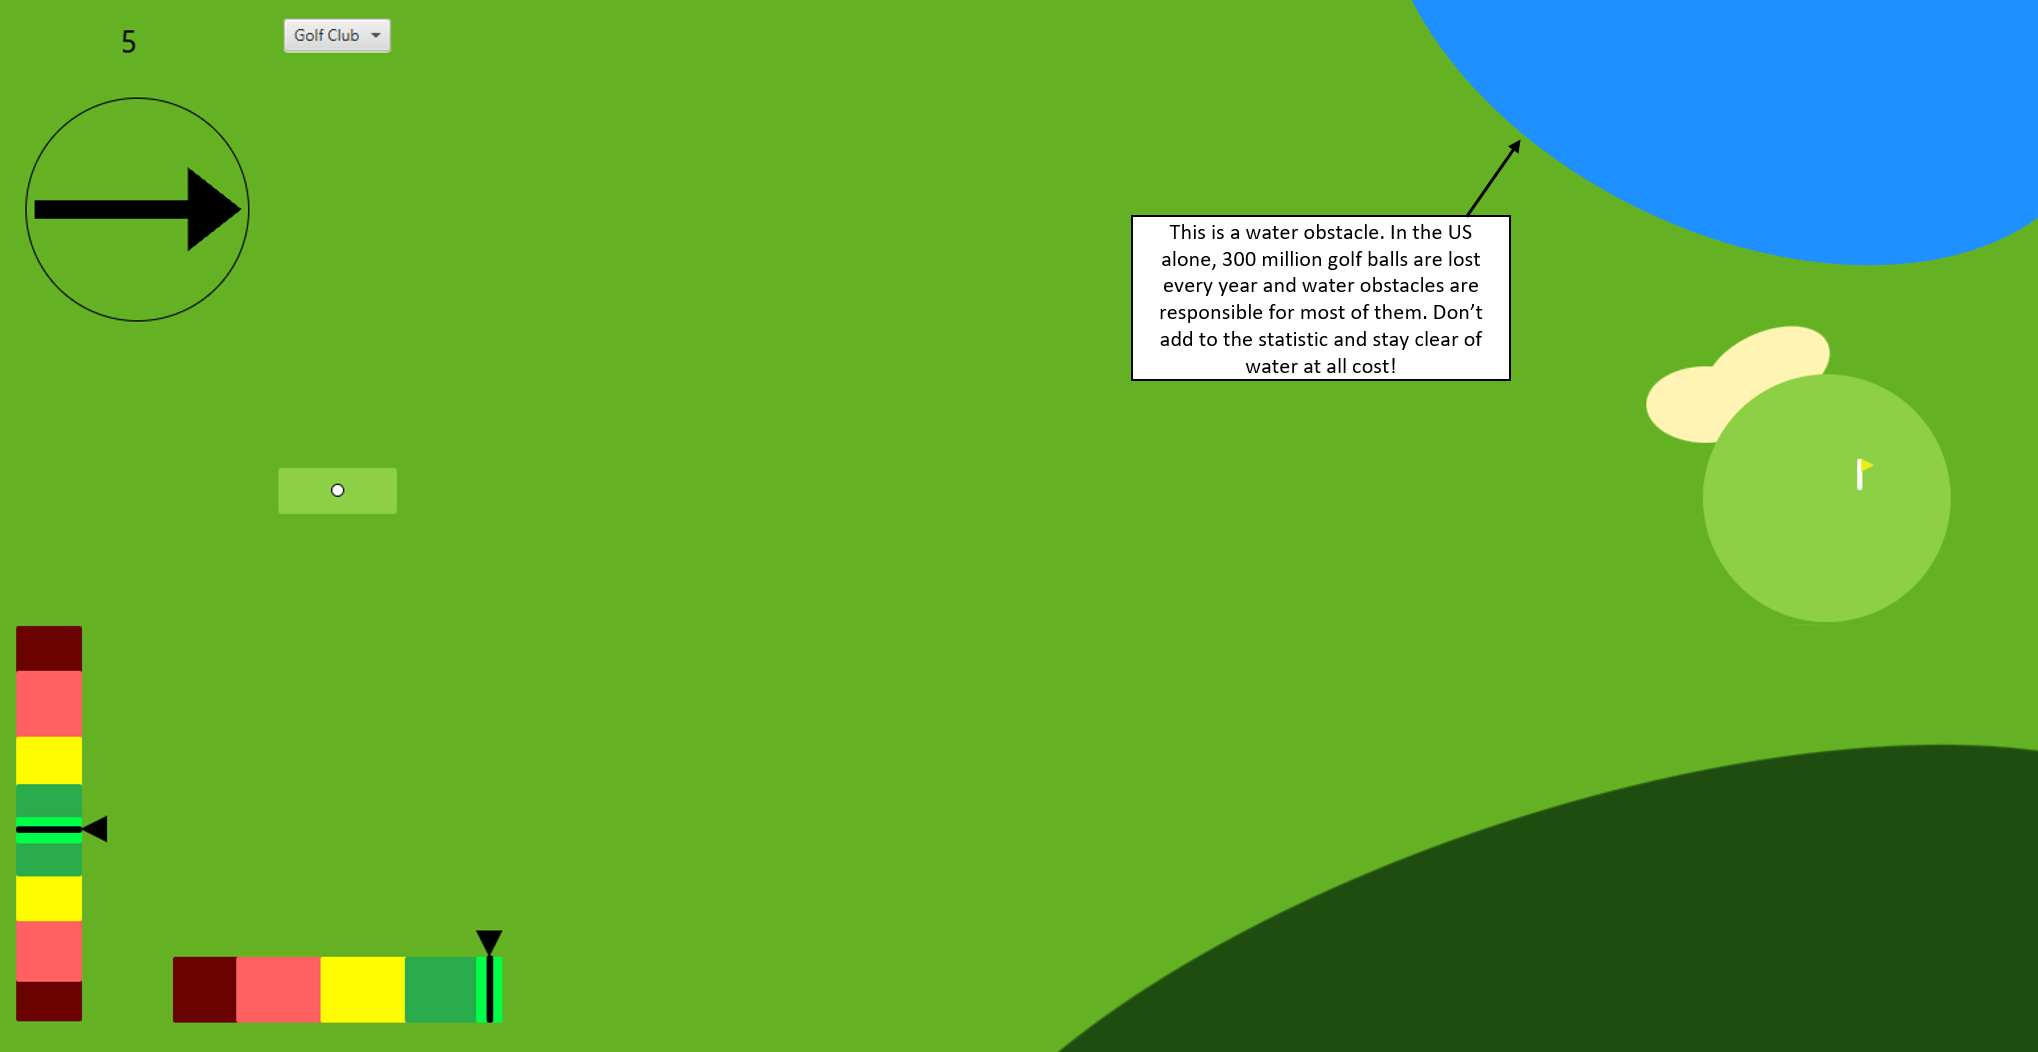 5
Golf Club
This is a water obstacle. In the US
alone, 300 million golf balls are lost
every year and water obstacles are
responsible for most of them. Don’t
add to the statistic and stay clear of
water at all cost!